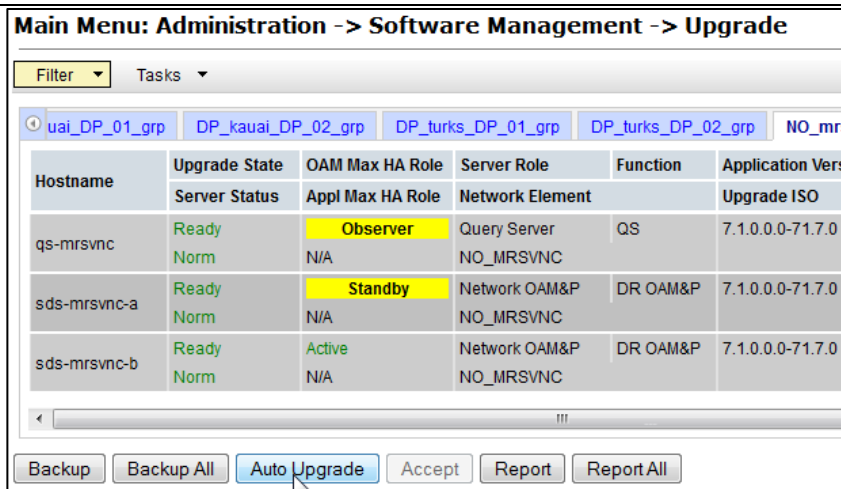 Main Menu: Administration -> Software Management -> Upgrade
Filter Tasks
uai_DP_01_grp DP_kauai_DP_02_grp DP_turks_DP_01_grp DP_turks_DP_02_grp NO_mr
Hostname Upgrade State OAM Max HA Role Server Role Function Application Vers
Server Status Appl Max HA Role Network Element Upgrade ISO
qs-mrsvnc Ready Observer Query Server QS 7.1.0.0.0-71.7.0
Norm N/A NO_MRSVNC
sds-mrsvnc-a Ready Standby Network OAM&P DR OAM&P 7.1.0.0.0-71.7.0
Norm N/A NO_MRSVNC
sds-mrsvnc-b Ready Active Network OAM&P DR OAM&P 7.1.0.0.0-71.7.0
Norm N/A NO_MRSVNC
Backup Backup All Auto Upgrade Accept Report Report All